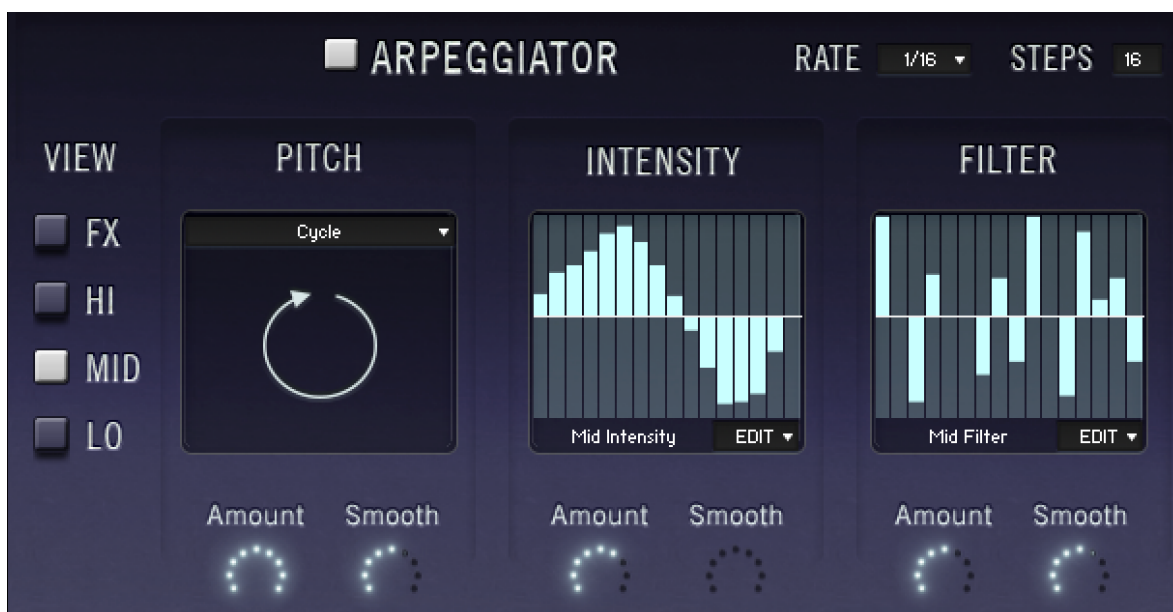 ARPEGGIATOR RATE 1/16 STEPS 16
VIEW PITCH INTENSITY FILTER
FX
HI
MID
LO
Cycle
Mid Intensity EDIT
Mid Filter EDIT
Amount Smooth Amount Smooth Amount Smooth